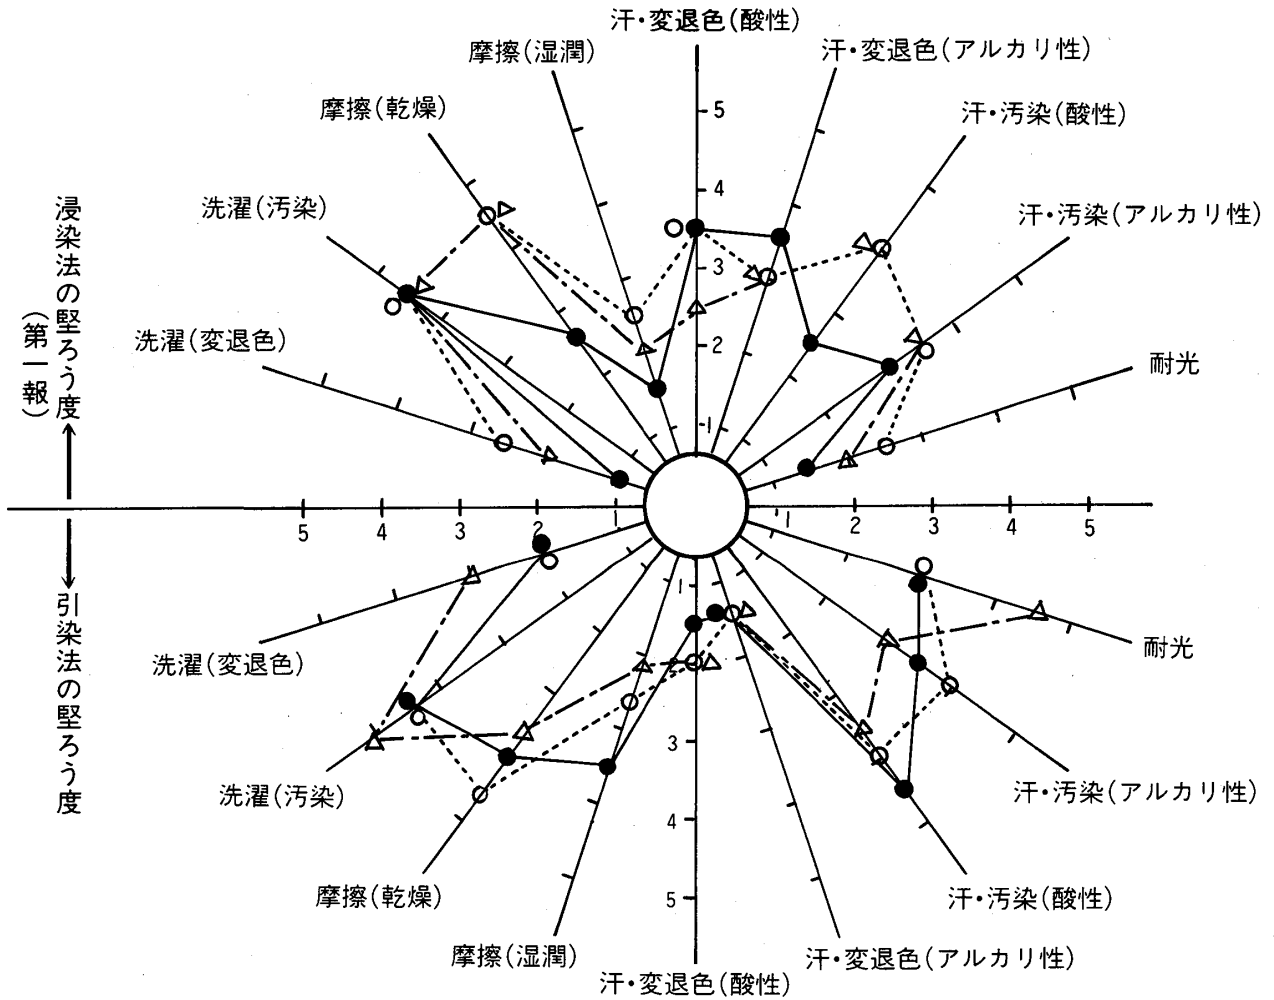 汗・変退色(酸性)
摩擦(湿潤)
汗・変退色(アルカリ性)
摩擦(乾燥)
汗・汚染(酸性)
洗濯(汚染)
汗・汚染(アルカリ性)
洗濯(変退色)
耐光
5
4
3
2
1
浸染法の堅ろう度
(第一報)
5
4
3
2
1
1
2
3
4
5
引染法の堅ろう度
1
3
4
5
洗濯(変退色)
耐光
洗濯(汚染)
汗・汚染(アルカリ性)
摩擦(乾燥)
汗・汚染(酸性)
摩擦(湿潤)
汗・変退色(アルカリ性)
汗・変退色(酸性)